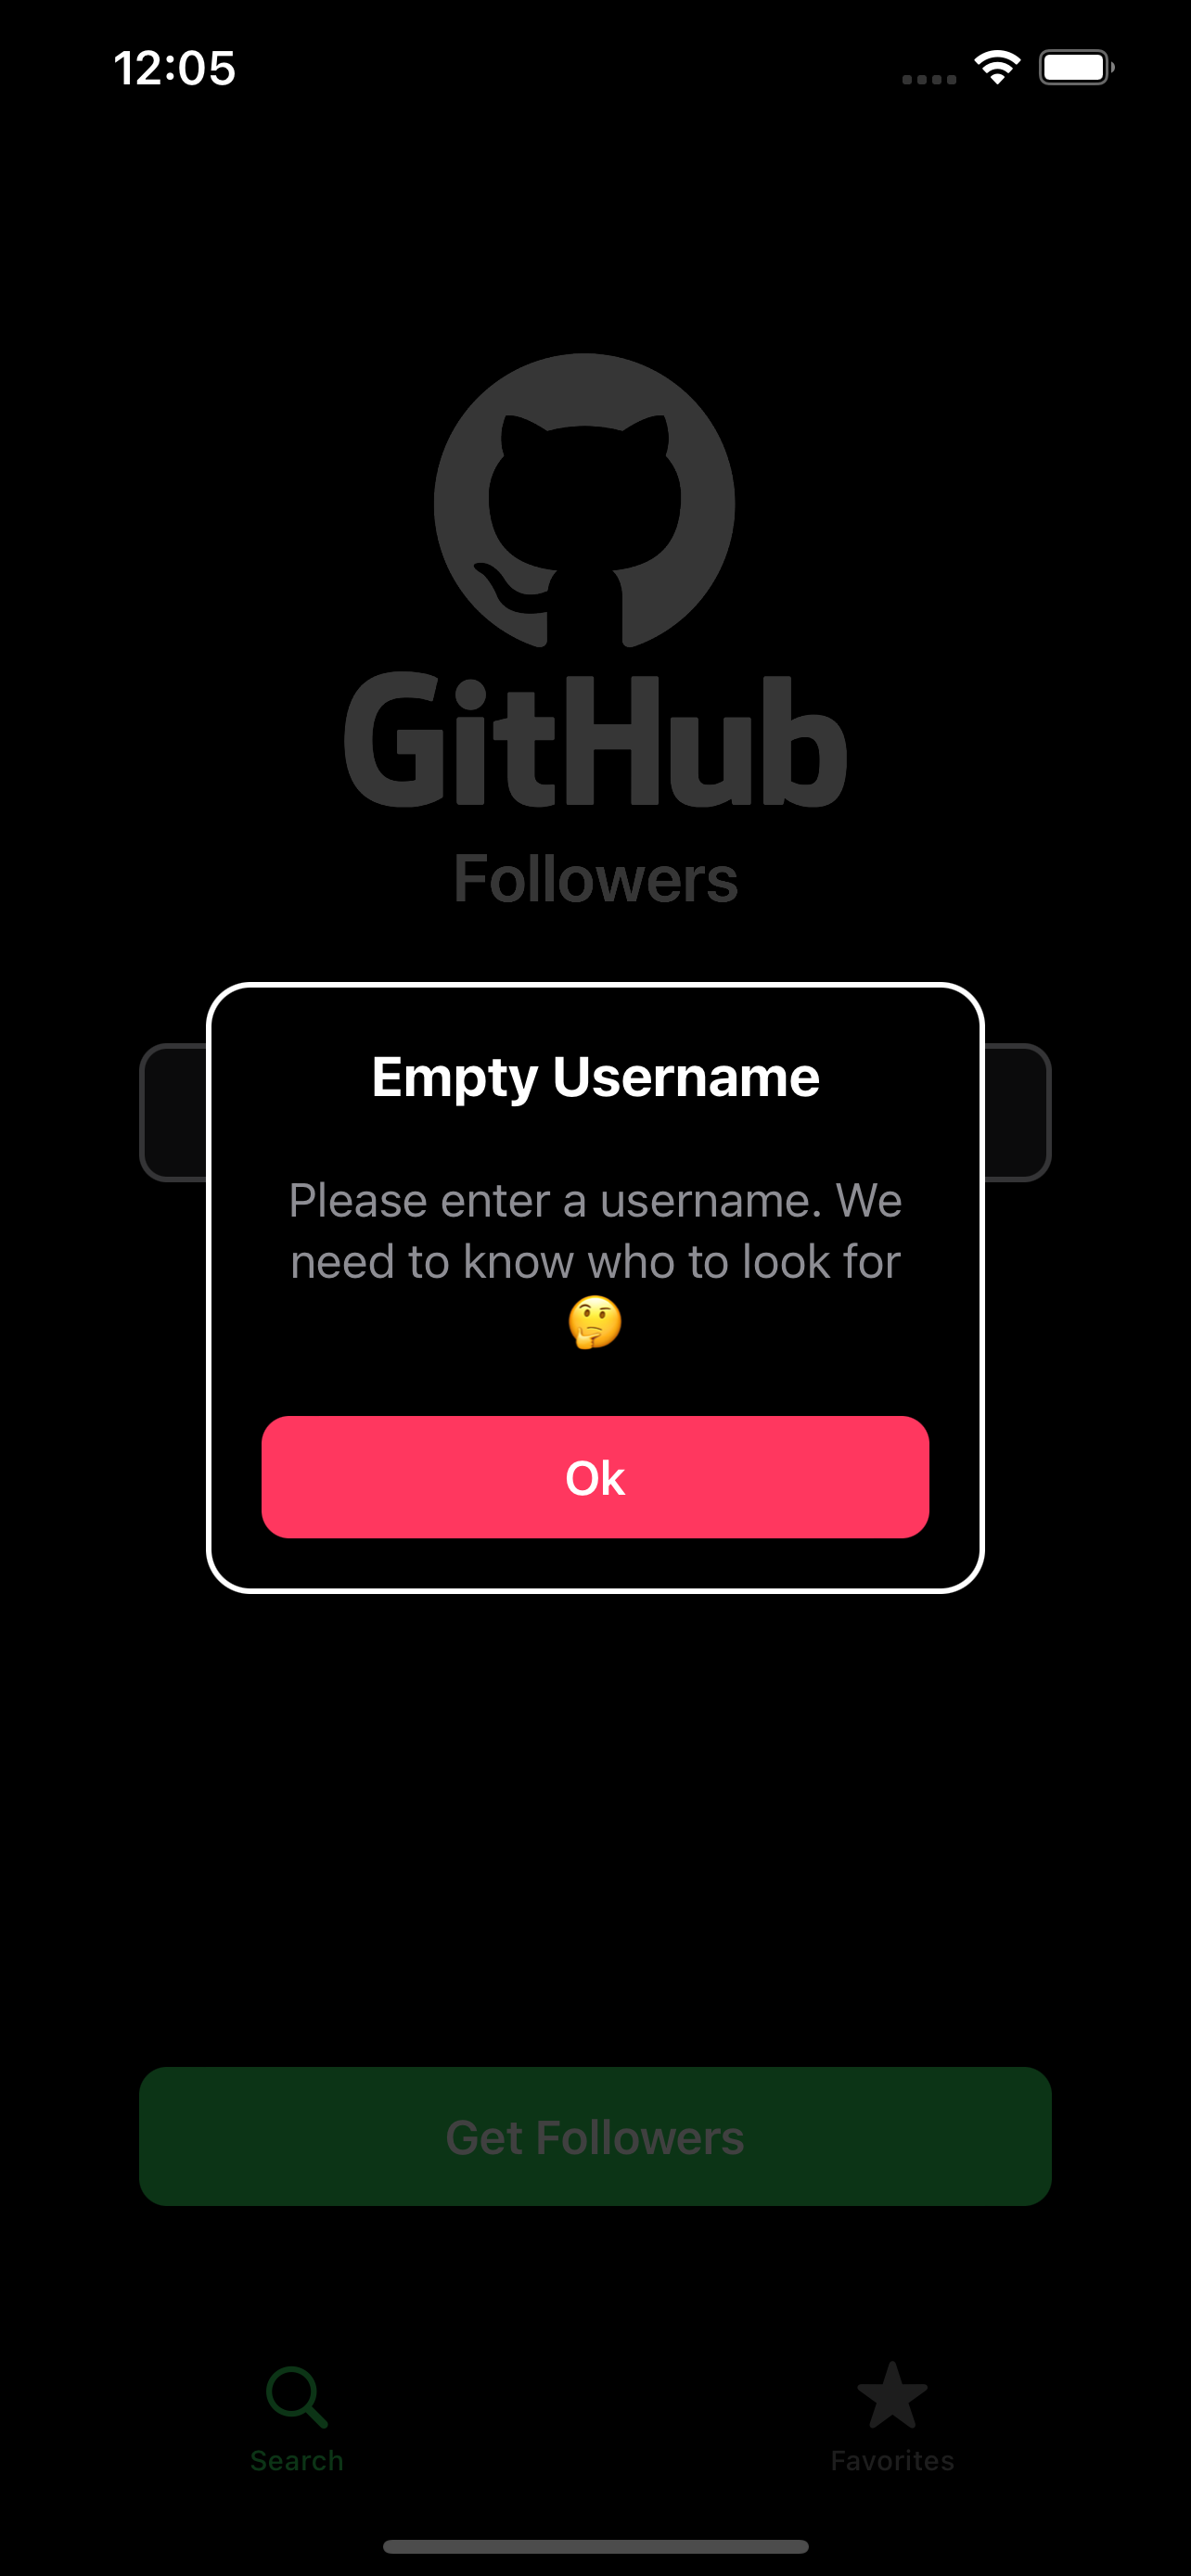 12:05
GitHub
Followers
Empty Username
Please enter a username. We
need to know who to look for
🤔
Ok
Get Followers
Search
Favorites